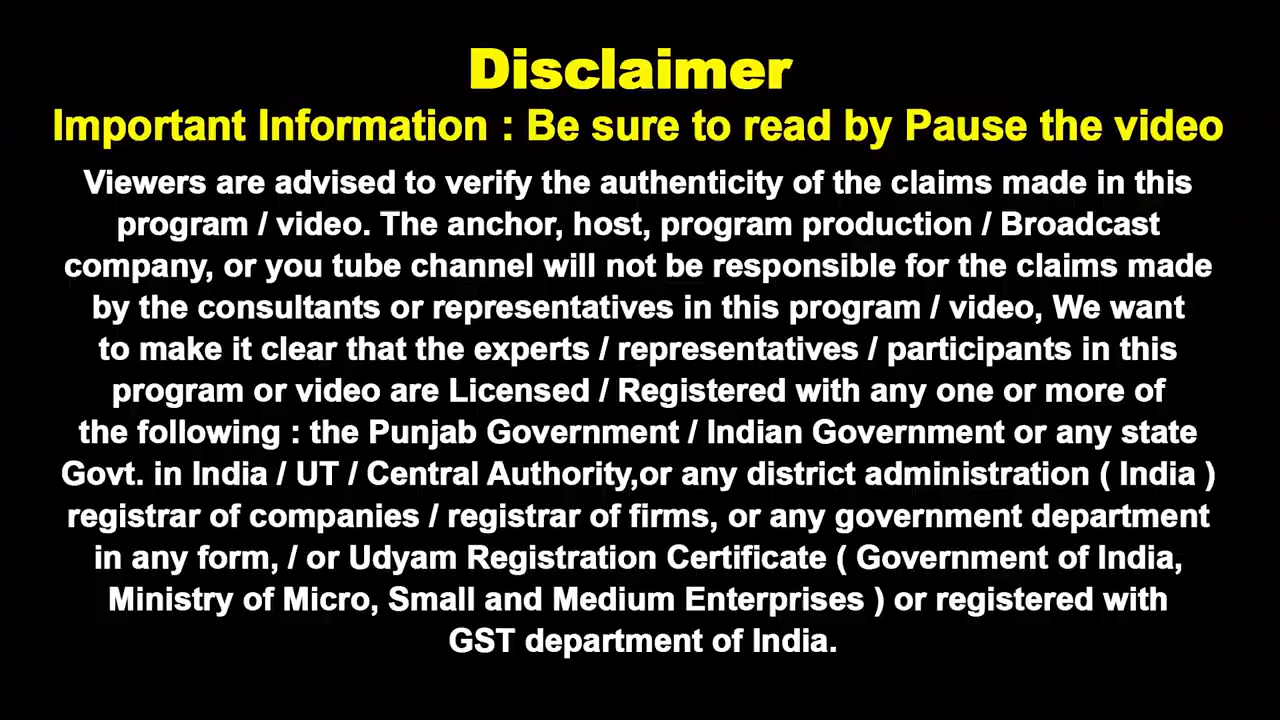 Disclaimer
Important Information : Be sure to read by Pause the video
Viewers are advised to verify the authenticity of the claims made in this
program / video. The anchor, host, program production / Broadcast
company, or you tube channel will not be responsible for the claims made
by the consultants or representatives in this program / video, We want
to make it clear that the experts / representatives / participants in this
program or video are Licensed / Registered with any one or more of
the following : the Punjab Government / Indian Government or any state
Govt. in India / UT / Central Authority,or any district administration ( India )
registrar of companies / registrar of firms, or any government department
in any form, / or Udyam Registration Certificate ( Government of India,
Ministry of Micro, Small and Medium Enterprises ) or registered with
GST department of India.